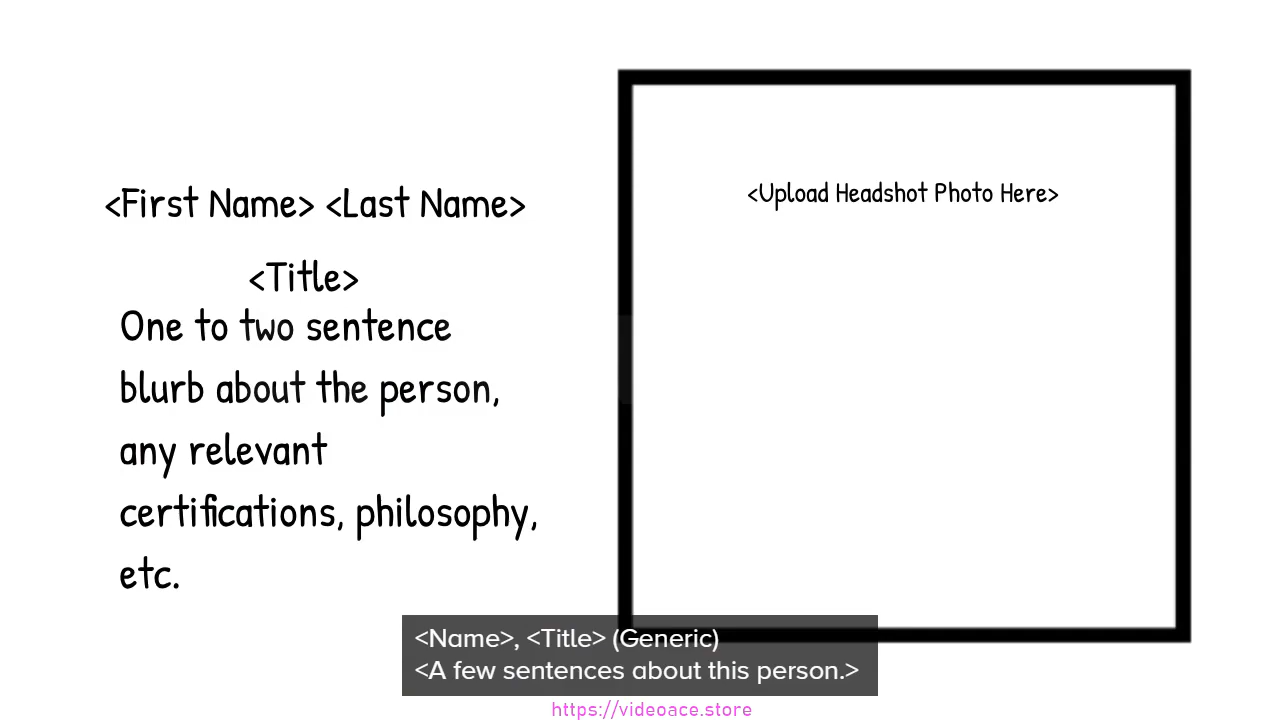 <First Name> <Last Name>
<Title>
One to two sentence
blurb about the person,
any relevant
certifications, philosophy,
etc.
<Upload Headshot Photo Here>
<Name>, <Title> (Generic)
<A few sentences about this person.>
https://videoace.store